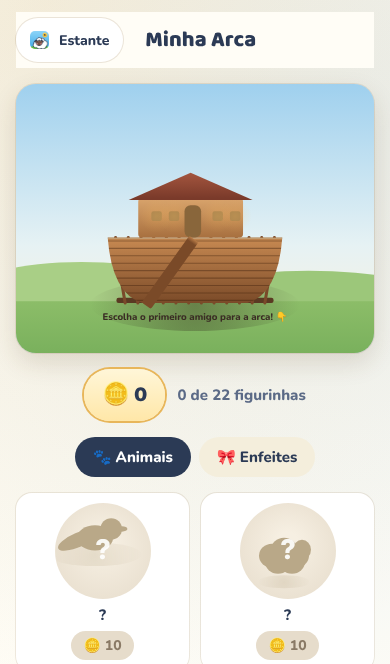 Estante
Minha Arca
Escolha o primeiro amigo para a arca! 👇
🪙 0
0 de 22 figurinhas
🐾 Animais
🎀 Enfeites
?
?
?
?
🪙 10
🪙 10